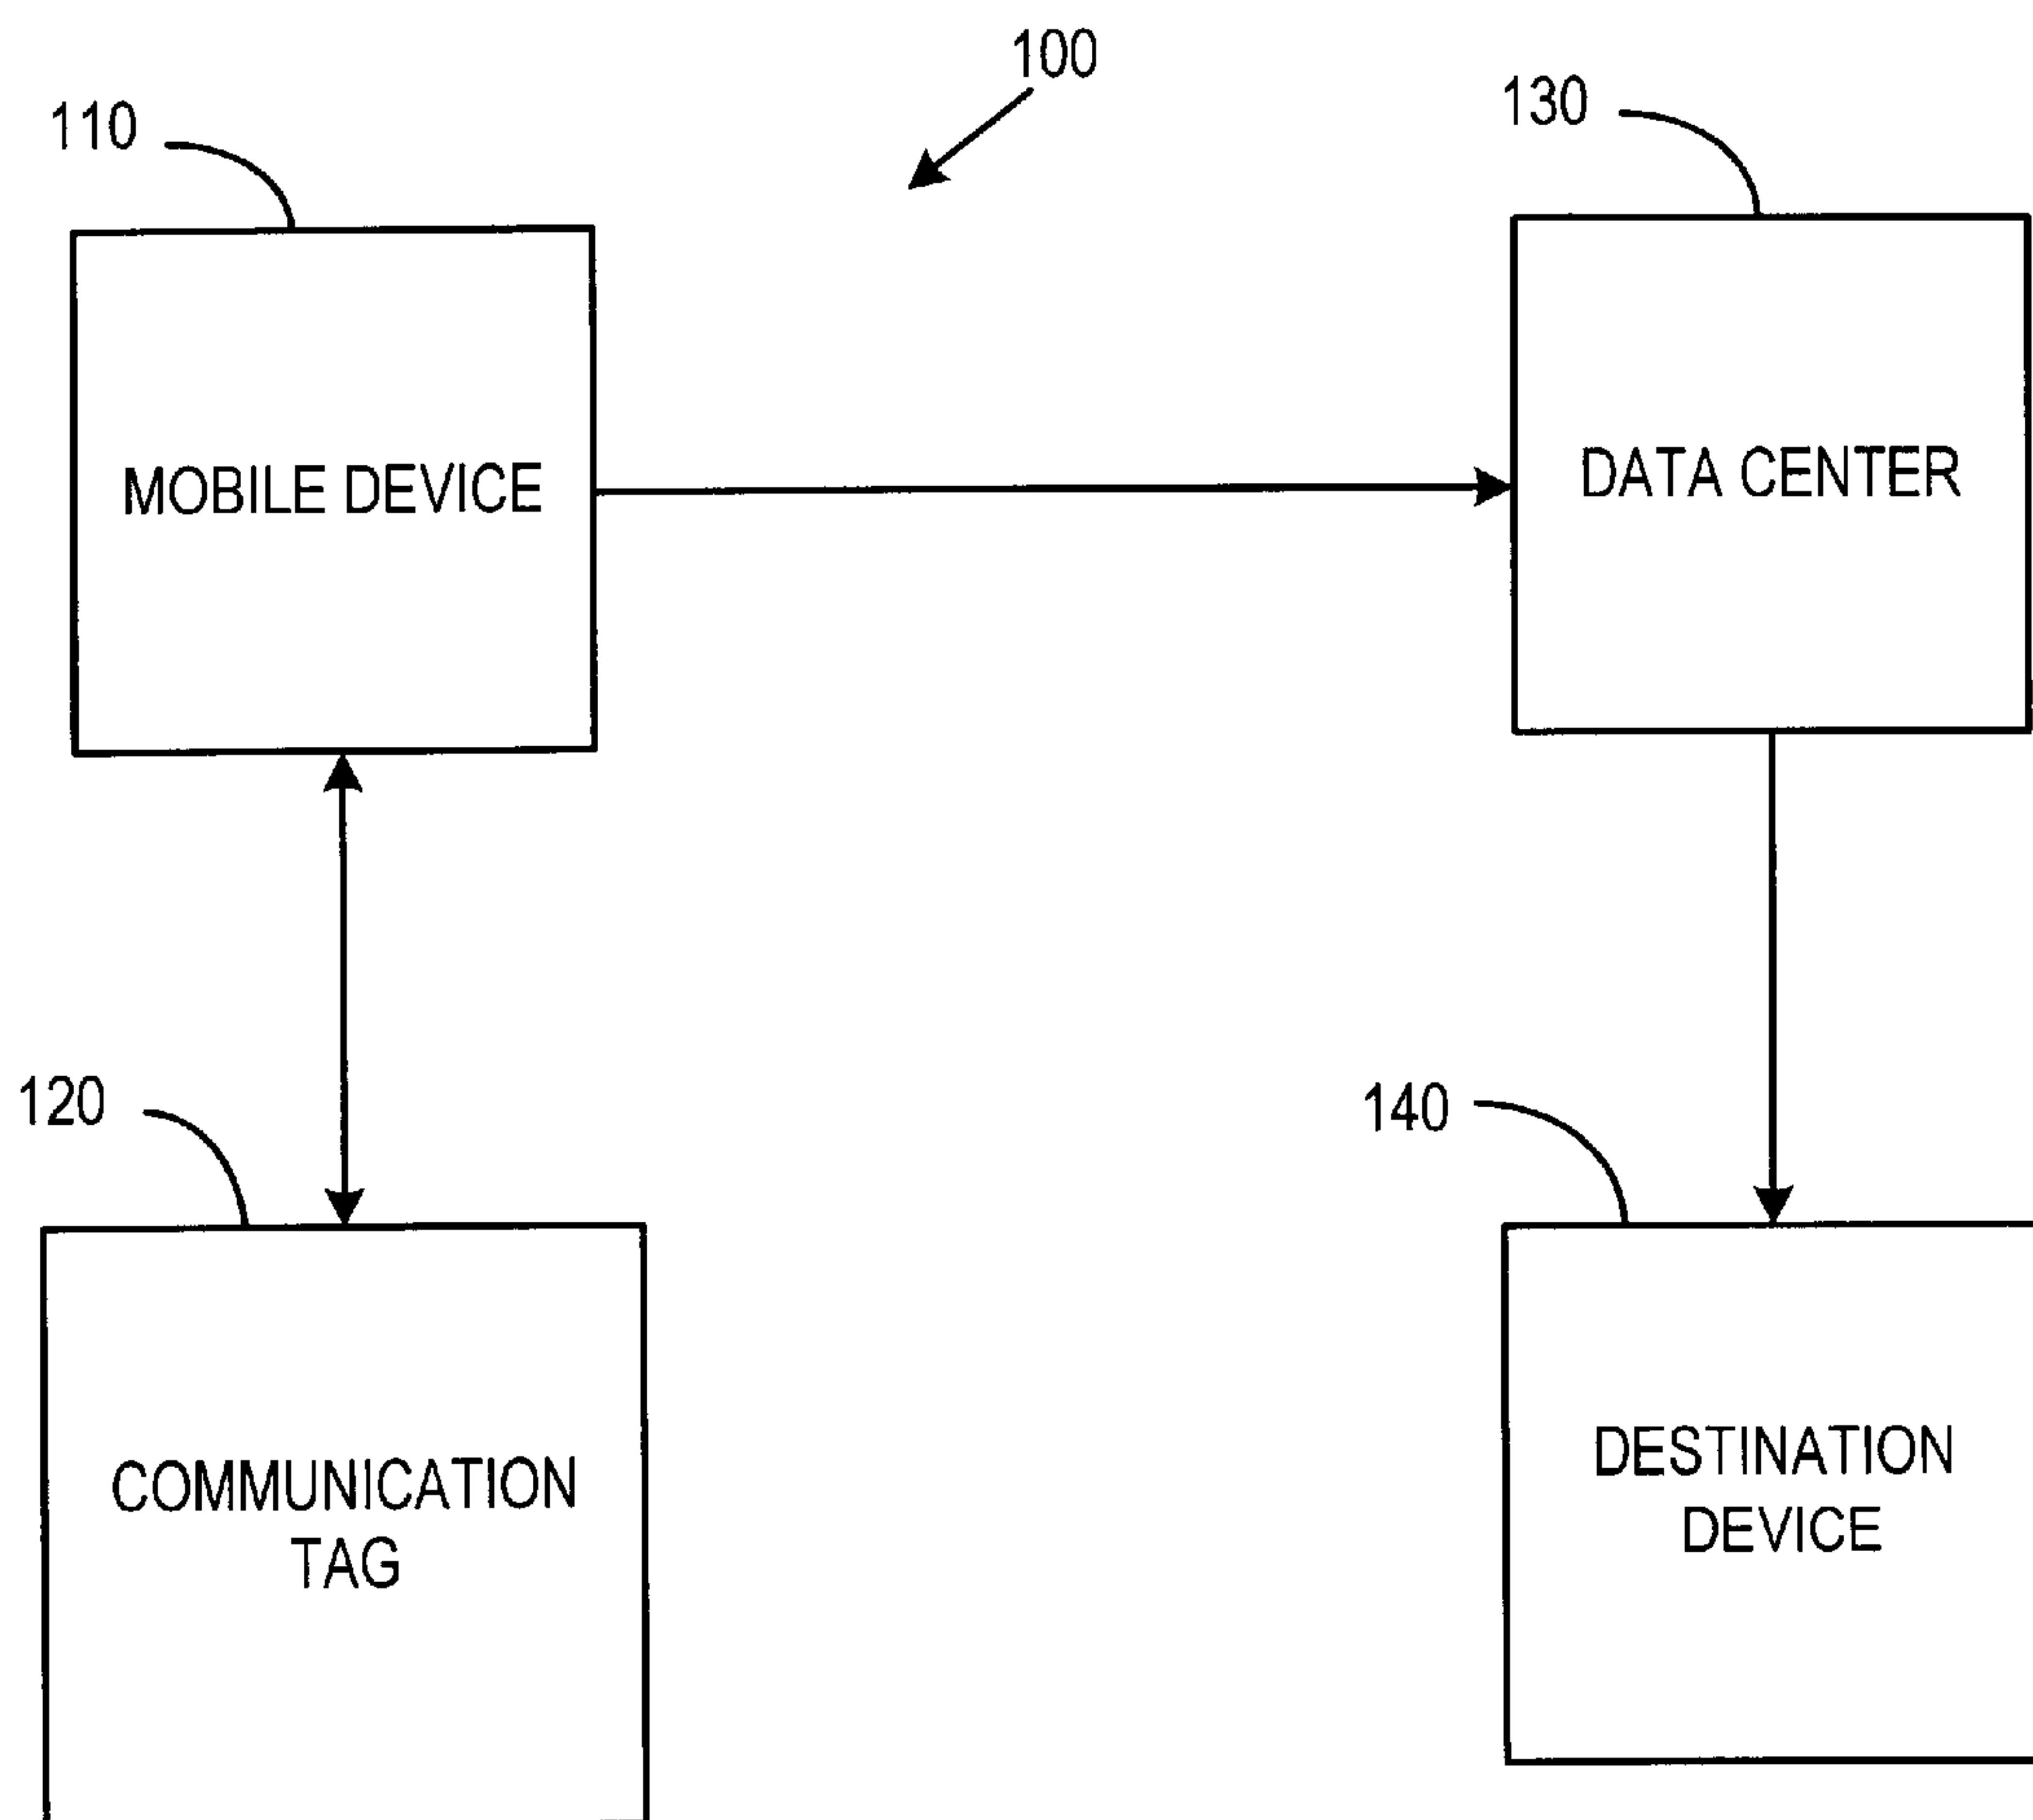 100
110
130
MOBILE DEVICE
DATA CENTER
120
140
COMMUNICATION
TAG
DESTINATION
DEVICE